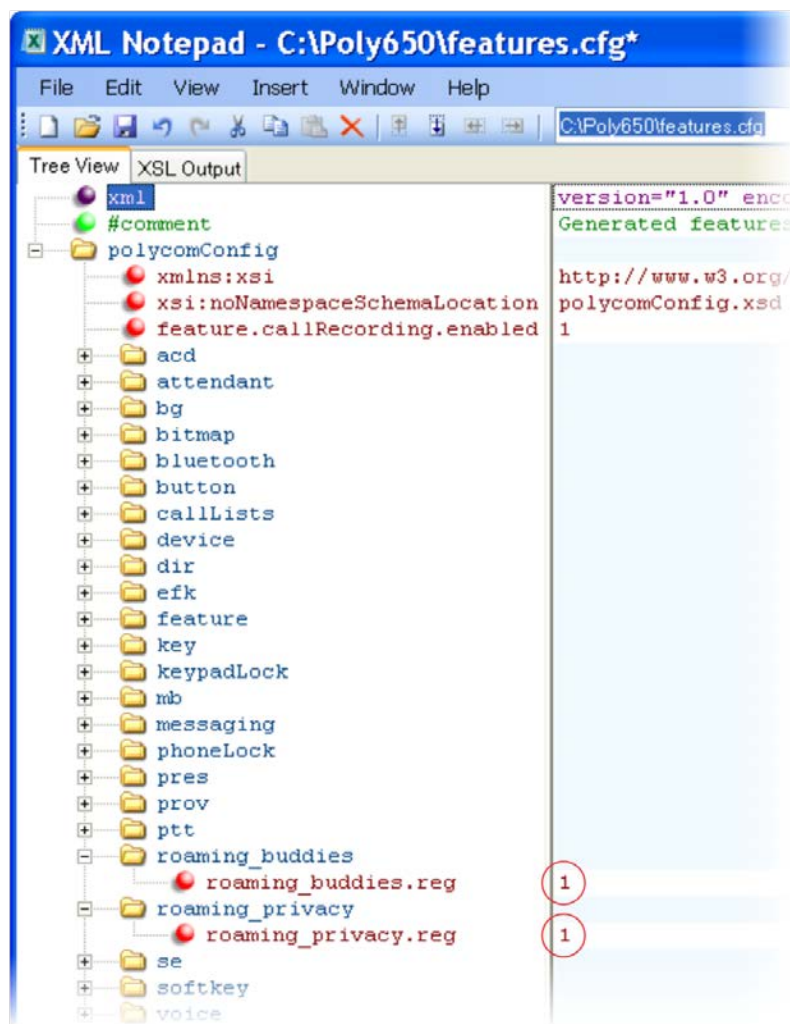 XML Notepad - C:\Poly650\features.cfg*
File Edit View Insert Window Help
C:\Poly650\features.cfg
Tree View XSL Output
xml version="1.0" enco
#comment Generated features
polycomConfig
xmlns:xsi http://www.w3.org/
xsi:noNamespaceSchemaLocation polycomConfig.xsd
feature.callRecording.enabled 1
acd
attendant
bg
bitmap
bluetooth
button
callLists
device
dir
efk
feature
key
keypadLock
mb
messaging
phoneLock
pres
prov
ptt
roaming_buddies
roaming_buddies.reg 1
roaming_privacy
roaming_privacy.reg 1
se
softkey
voice